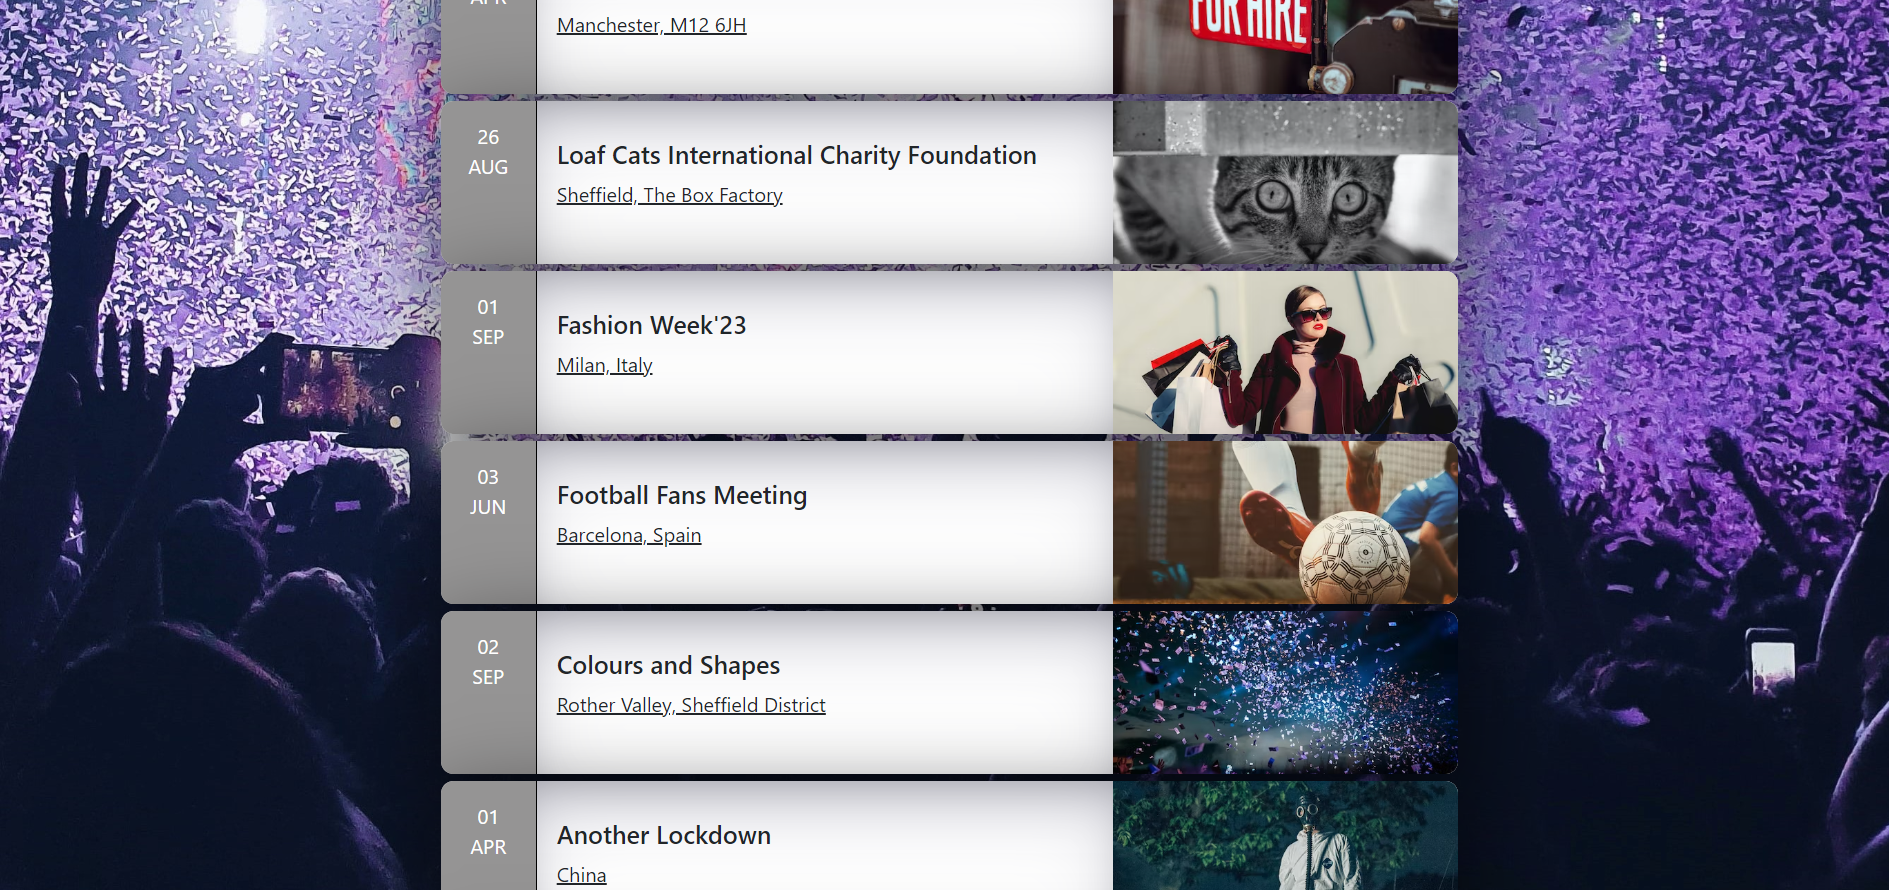 APR
Manchester, M12 6JH
FOR HIRE
26
AUG
Loaf Cats International Charity Foundation
Sheffield, The Box Factory
01
SEP
Fashion Week'23
Milan, Italy
03
JUN
Football Fans Meeting
Barcelona, Spain
02
SEP
Colours and Shapes
Rother Valley, Sheffield District
01
APR
Another Lockdown
China